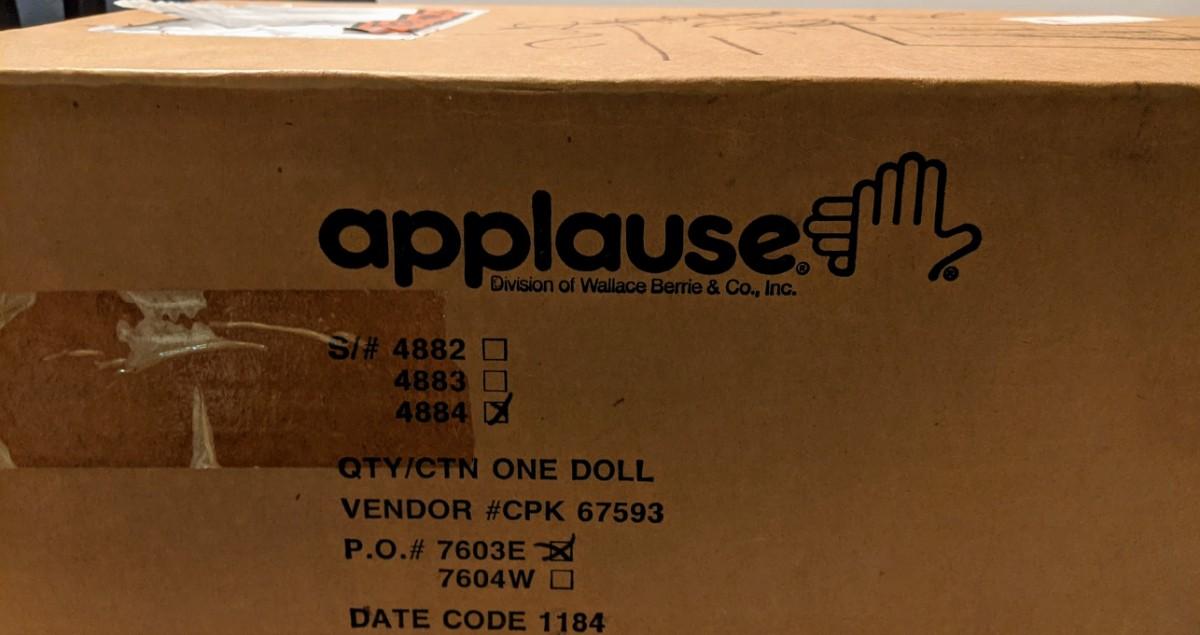 applause®
Division of Wallace Berrie & Co., Inc.
®
S/# 4882 ☐
4883 ☐
4884 ☒
QTY/CTN ONE DOLL
VENDOR #CPK 67593
P.O.# 7603E ☒
7604W ☐
DATE CODE 1184